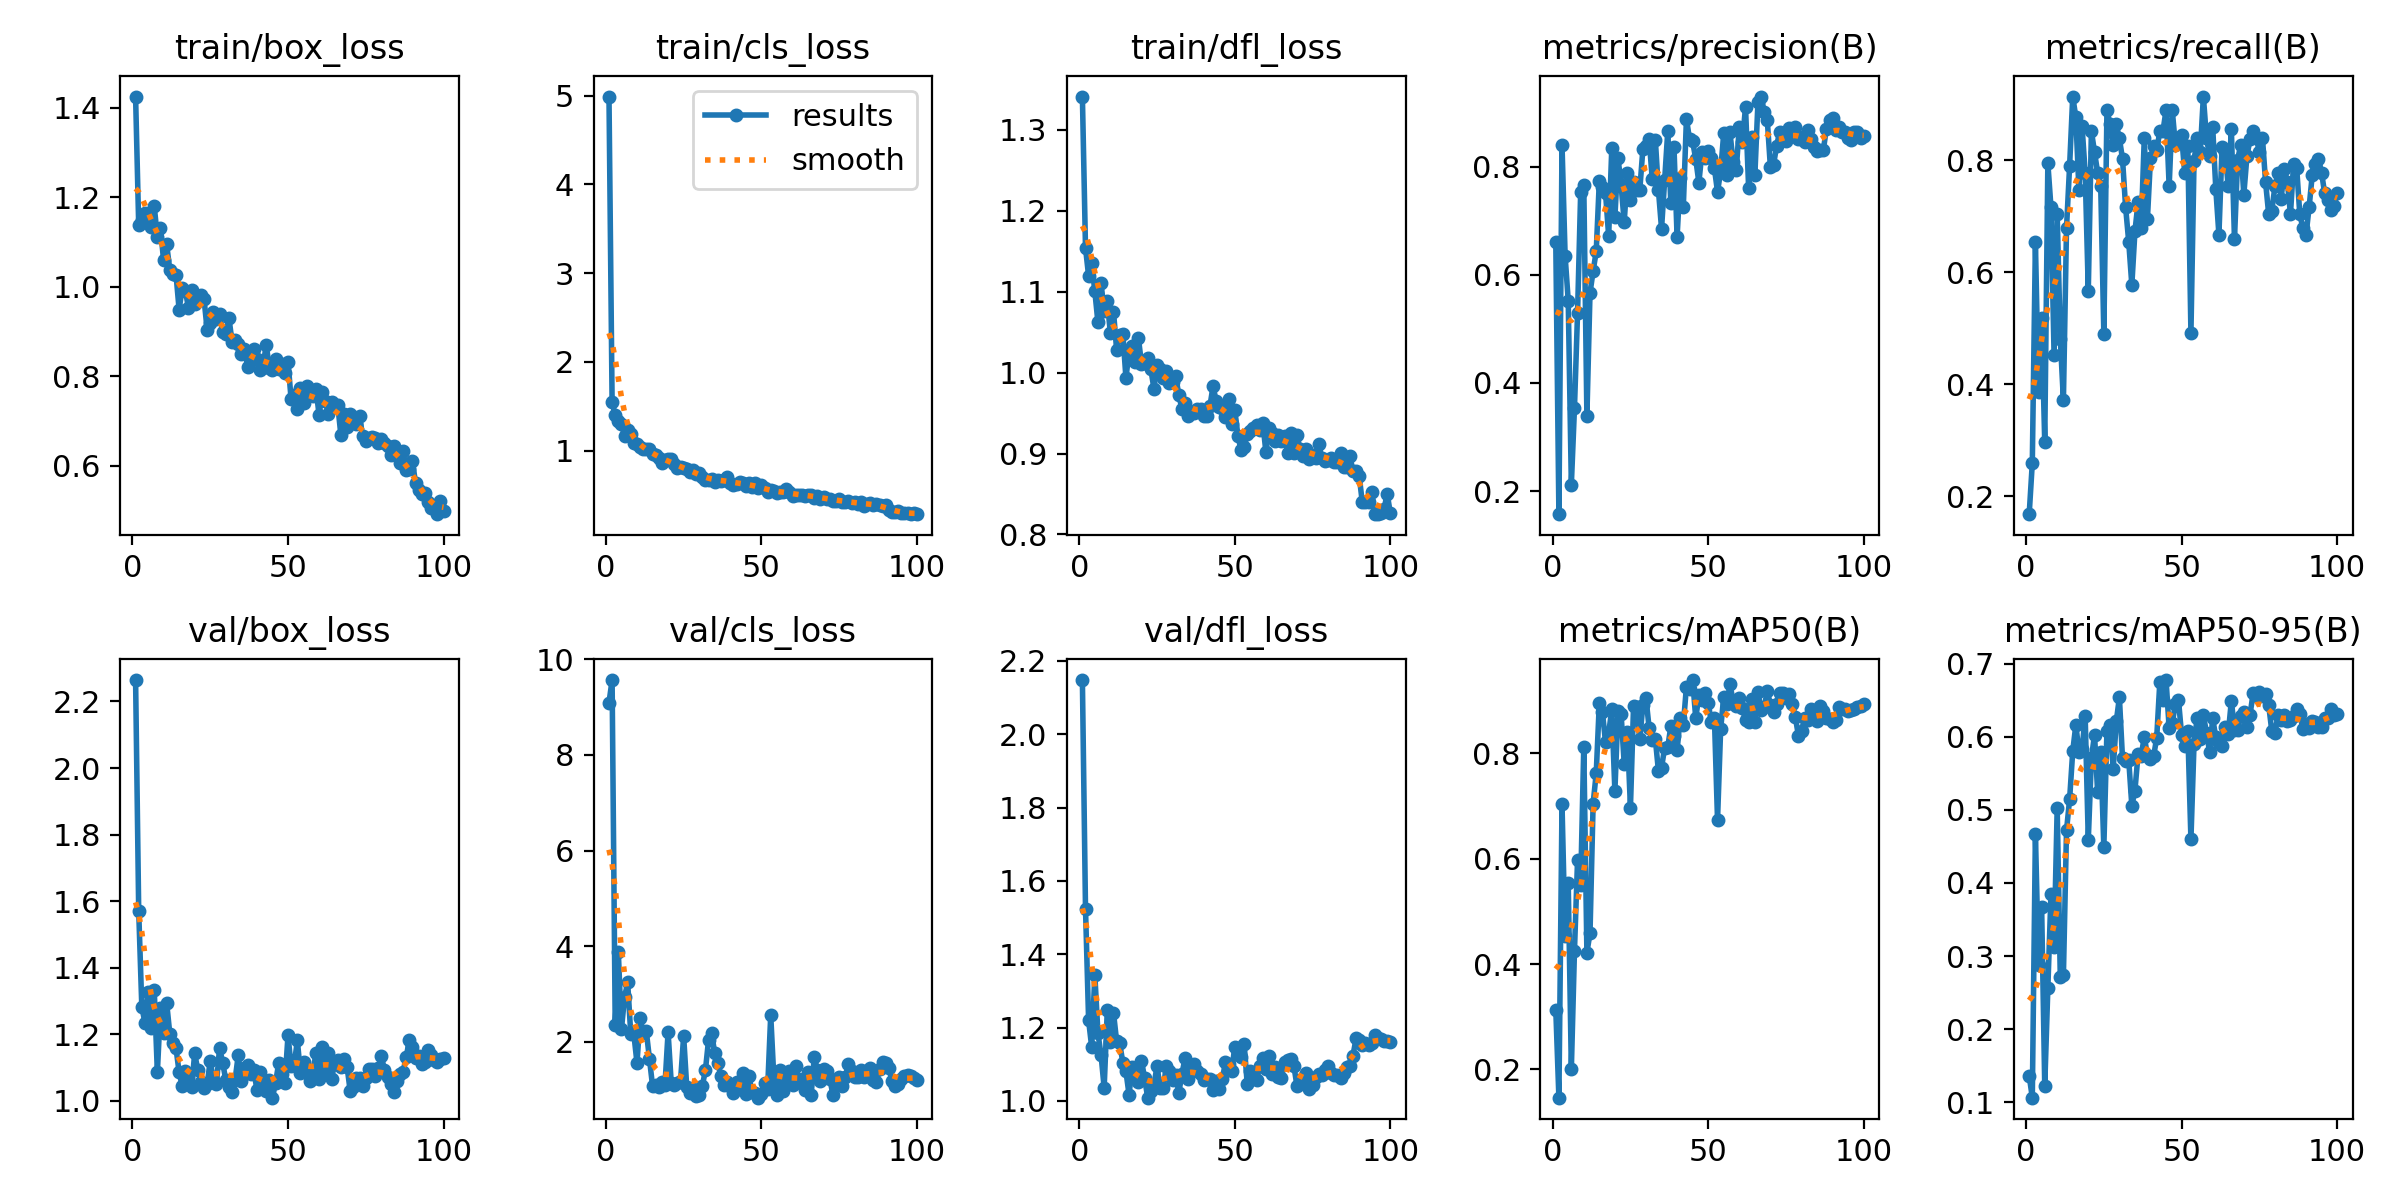 train/box_loss
1.4
1.2
1.0
0.8
0.6
0 50 100
train/cls_loss
results
smooth
5
4
3
2
1
0 50 100
train/dfl_loss
1.3
1.2
1.1
1.0
0.9
0.8
0 50 100
metrics/precision(B)
0.8
0.6
0.4
0.2
0 50 100
metrics/recall(B)
0.8
0.6
0.4
0.2
0 50 100
val/box_loss
2.2
2.0
1.8
1.6
1.4
1.2
1.0
0 50 100
val/cls_loss
10
8
6
4
2
0 50 100
val/dfl_loss
2.2
2.0
1.8
1.6
1.4
1.2
1.0
0 50 100
metrics/mAP50(B)
0.8
0.6
0.4
0.2
0 50 100
metrics/mAP50-95(B)
0.7
0.6
0.5
0.4
0.3
0.2
0.1
0 50 100